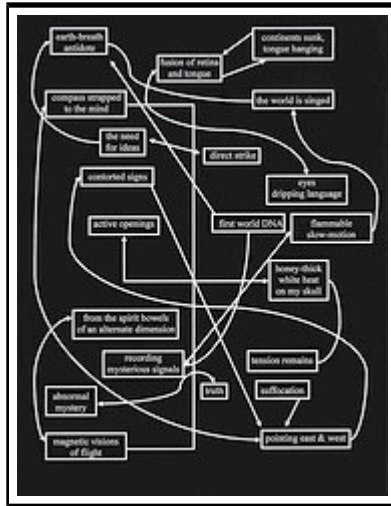 earth-breath
antidote
continents sunk,
tongue hanging
fusion of retina
and tongue
compass strapped
to the mind
the world is singed
the need
for ideas
direct strike
contorted signs
eyes
dripping language
active openings
first world DNA
flammable
slow-motion
honey-thick
white heat
on my skull
from the spirit bowels
of an alternate dimension
recording
mysterious signals
tension remains
abnormal
mystery
truth
suffocation
magnetic visions
of flight
pointing east & west